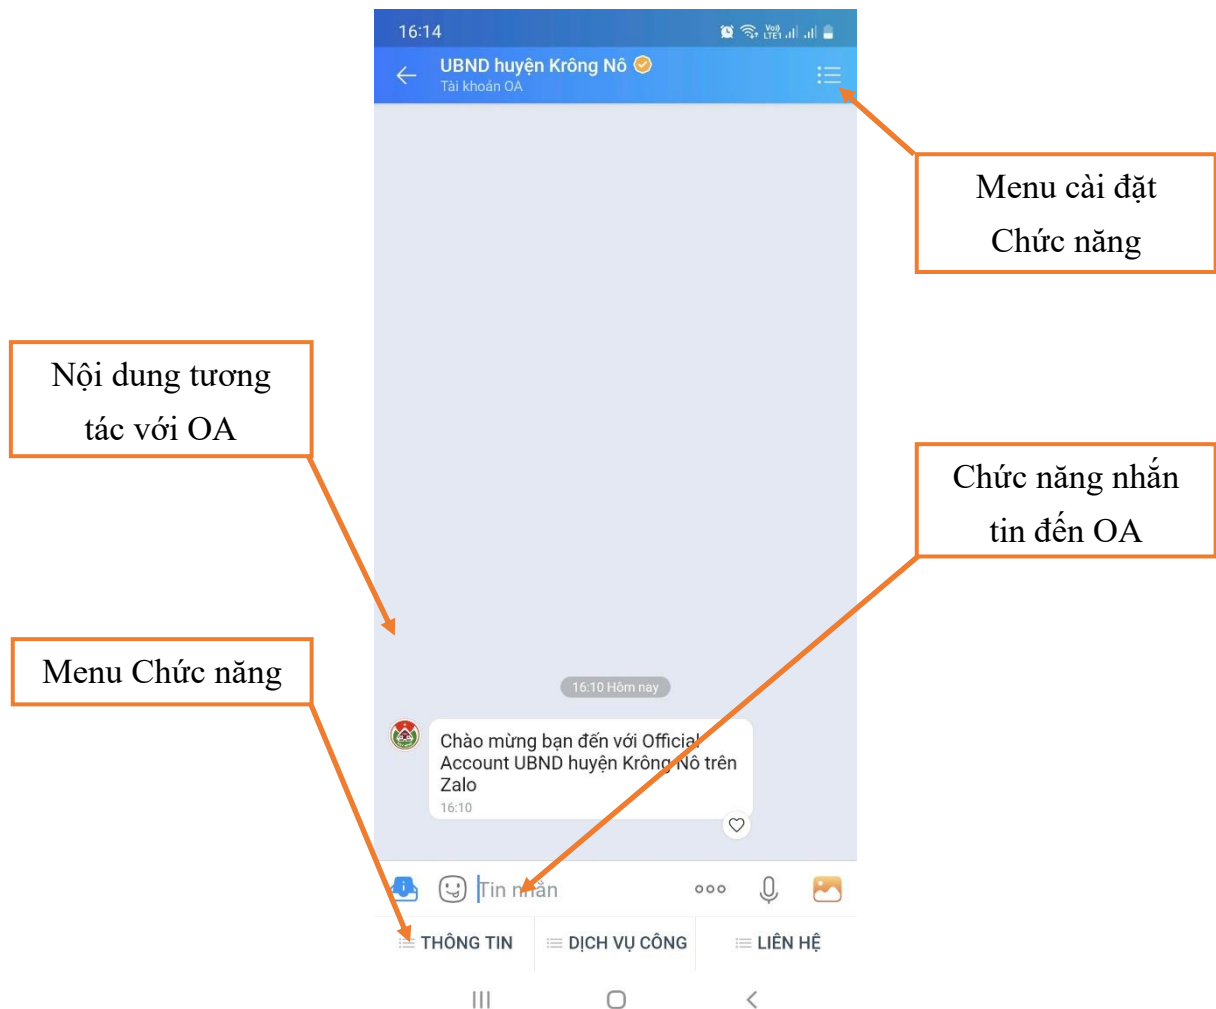 16:14
Vo))
LTE1
UBND huyện Krông Nô
Tài khoản OA
Menu cài đặt
Chức năng
Nội dung tương
tác với OA
Chức năng nhắn
tin đến OA
Menu Chức năng
16:10 Hôm nay
Chào mừng bạn đến với Official
Account UBND huyện Krông Nô trên
Zalo
16:10
Tin nhắn
THÔNG TIN
DỊCH VỤ CÔNG
LIÊN HỆ